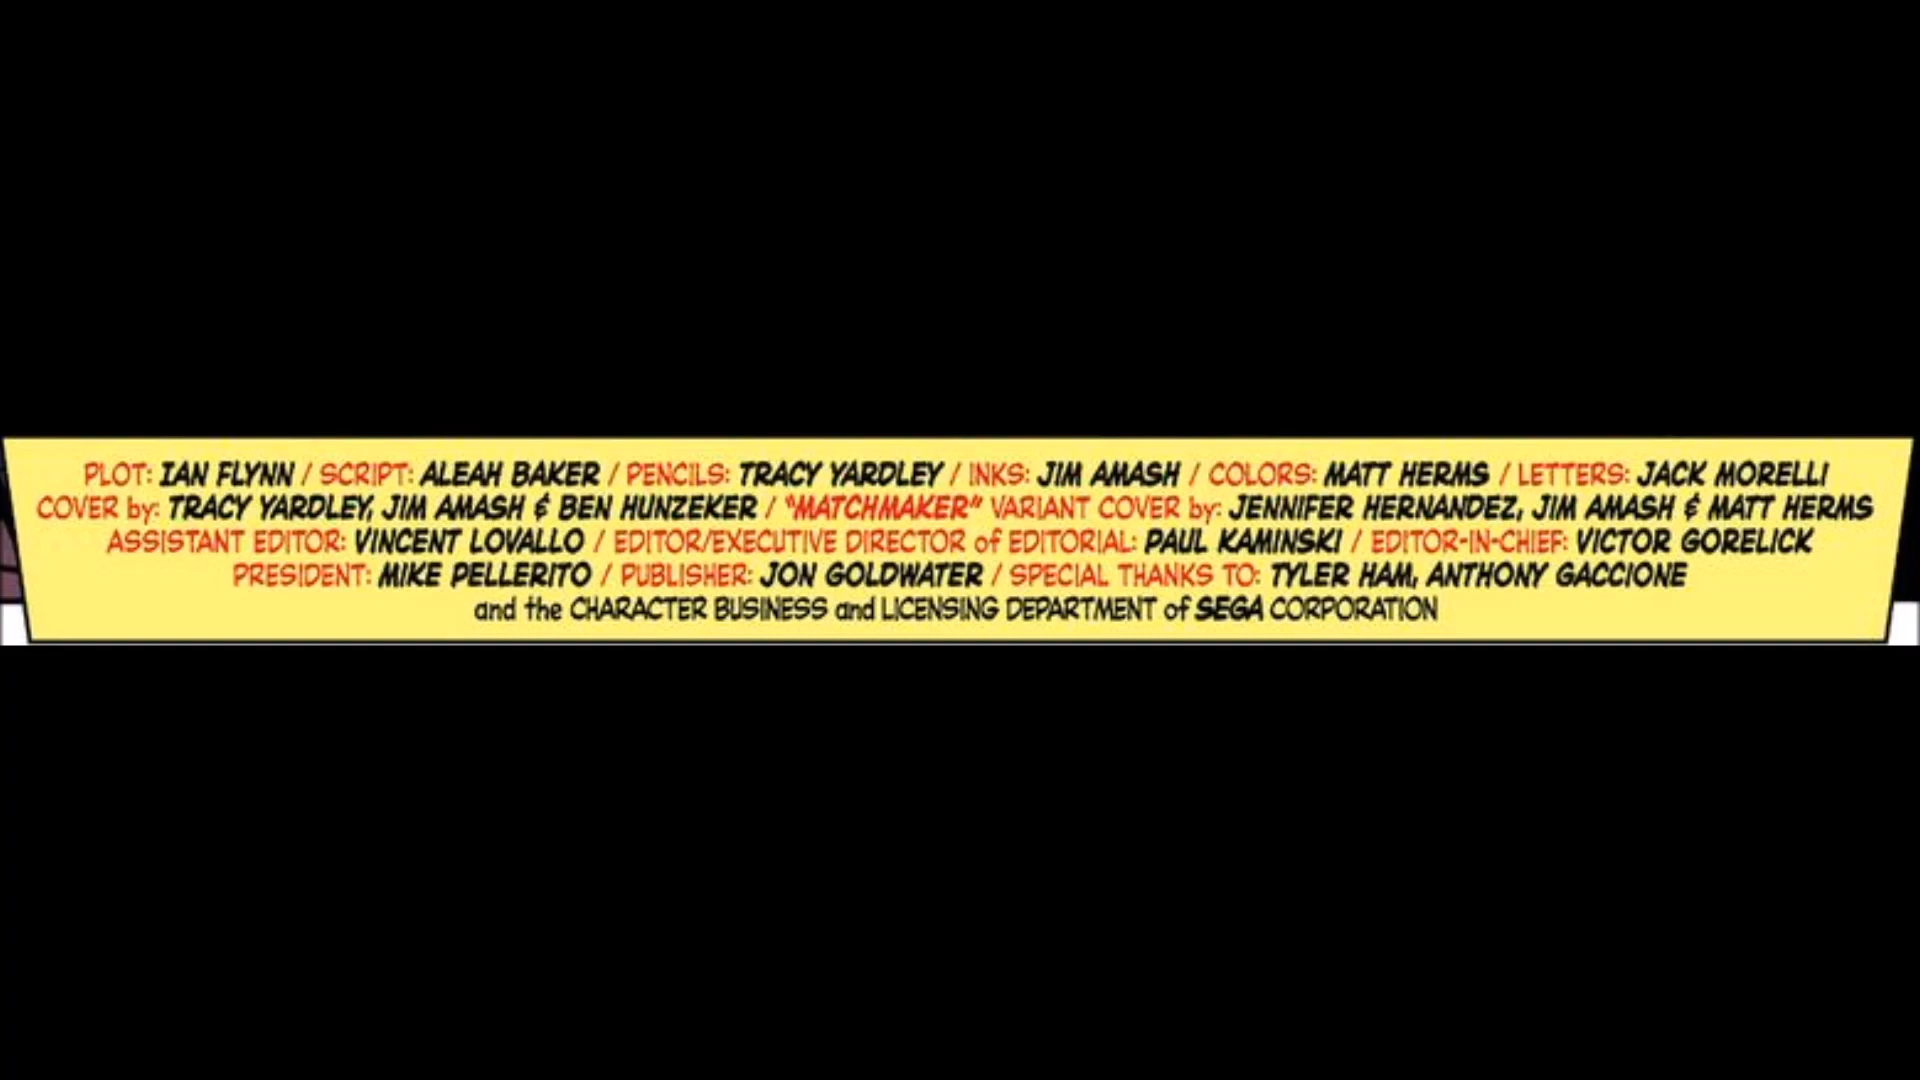 PLOT: IAN FLYNN / SCRIPT: ALEAH BAKER / PENCILS: TRACY YARDLEY / INKS: JIM AMASH / COLORS: MATT HERMS / LETTERS: JACK MORELLI
COVER by: TRACY YARDLEY, JIM AMASH & BEN HUNZEKER / "MATCHMAKER" VARIANT COVER by: JENNIFER HERNANDEZ, JIM AMASH & MATT HERMS
ASSISTANT EDITOR: VINCENT LOVALLO / EDITOR/EXECUTIVE DIRECTOR of EDITORIAL: PAUL KAMINSKI / EDITOR-IN-CHIEF: VICTOR GORELICK
PRESIDENT: MIKE PELLERITO / PUBLISHER: JON GOLDWATER / SPECIAL THANKS TO: TYLER HAM, ANTHONY GACCIONE
and the CHARACTER BUSINESS and LICENSING DEPARTMENT of SEGA CORPORATION